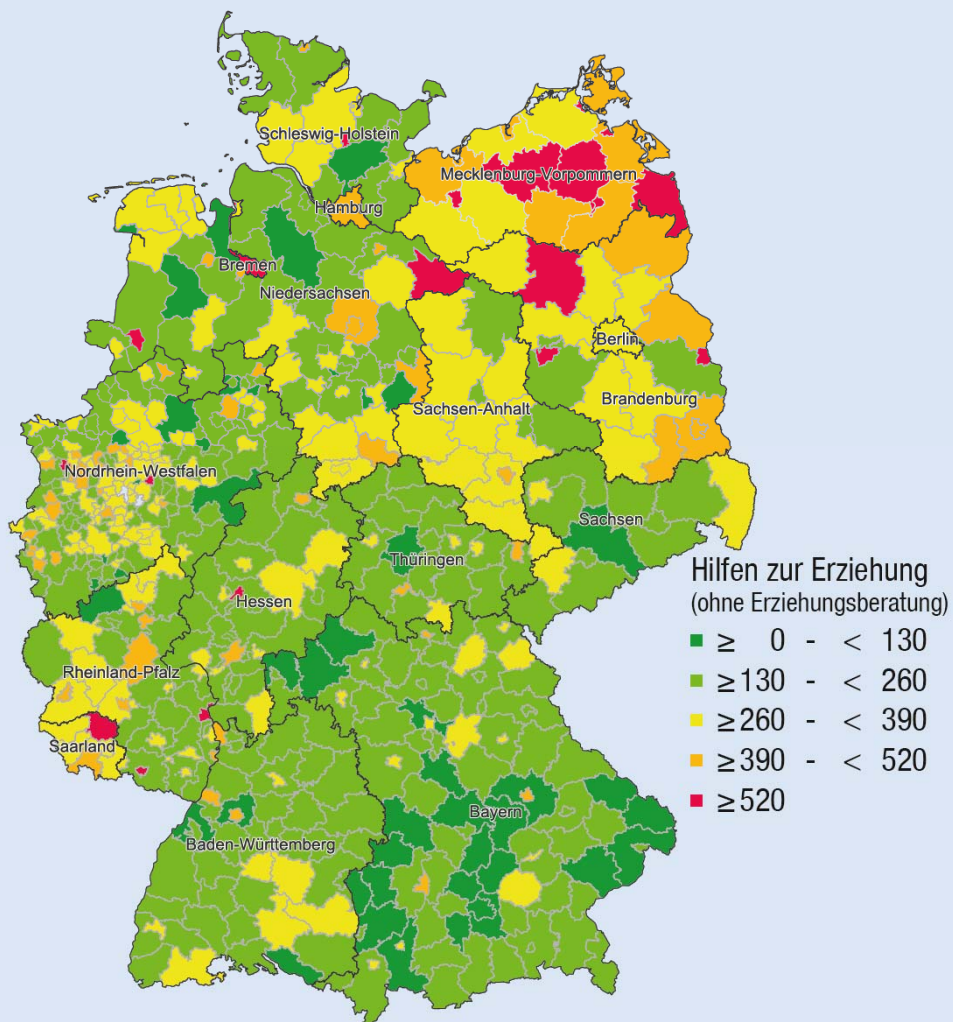 Schleswig-Holstein
Mecklenburg-Vorpommern
Hamburg
Bremen
Niedersachsen
Berlin
Brandenburg
Sachsen-Anhalt
Nordrhein-Westfalen
Sachsen
Thüringen
Hessen
Rheinland-Pfalz
Saarland
Bayern
Baden-Württemberg
Hilfen zur Erziehung
(ohne Erziehungsberatung)
≥ 0 - < 130
≥130 - < 260
≥260 - < 390
≥390 - < 520
≥520